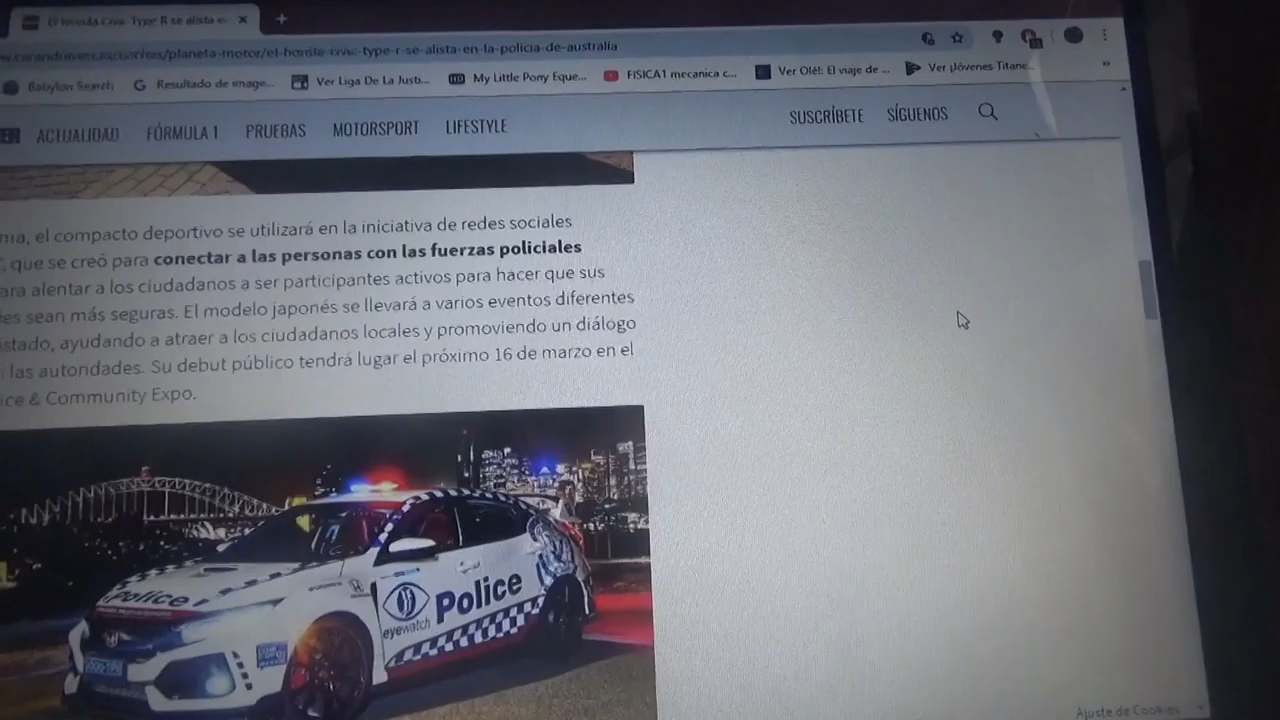 El Honda Civic Type R se alista e
/planeta-motor/el-honda-civic-type-r-se-alista-en-la-policia-de-australia
Babylon Search
Resultado de image...
Ver Liga De La Just...
My Little Pony Eque...
FISICA1 mecanica c...
Ver Olé!: El viaje de ...
Ver ¡Jóvenes Titane...
»
ACTUALIDAD FÓRMULA 1 PRUEBAS MOTORSPORT LIFESTYLE SUSCRÍBETE SÍGUENOS
ma, el compacto deportivo se utilizará en la iniciativa de redes sociales
, que se creó para conectar a las personas con las fuerzas policiales
ara alentar a los ciudadanos a ser participantes activos para hacer que sus
es sean más seguras. El modelo japonés se llevará a varios eventos diferentes
stado, ayudando a atraer a los ciudadanos locales y promoviendo un diálogo
las autoridades. Su debut público tendrá lugar el próximo 16 de marzo en el
ice & Community Expo.
Police
Police
eyewatch
Ajuste de Cookies